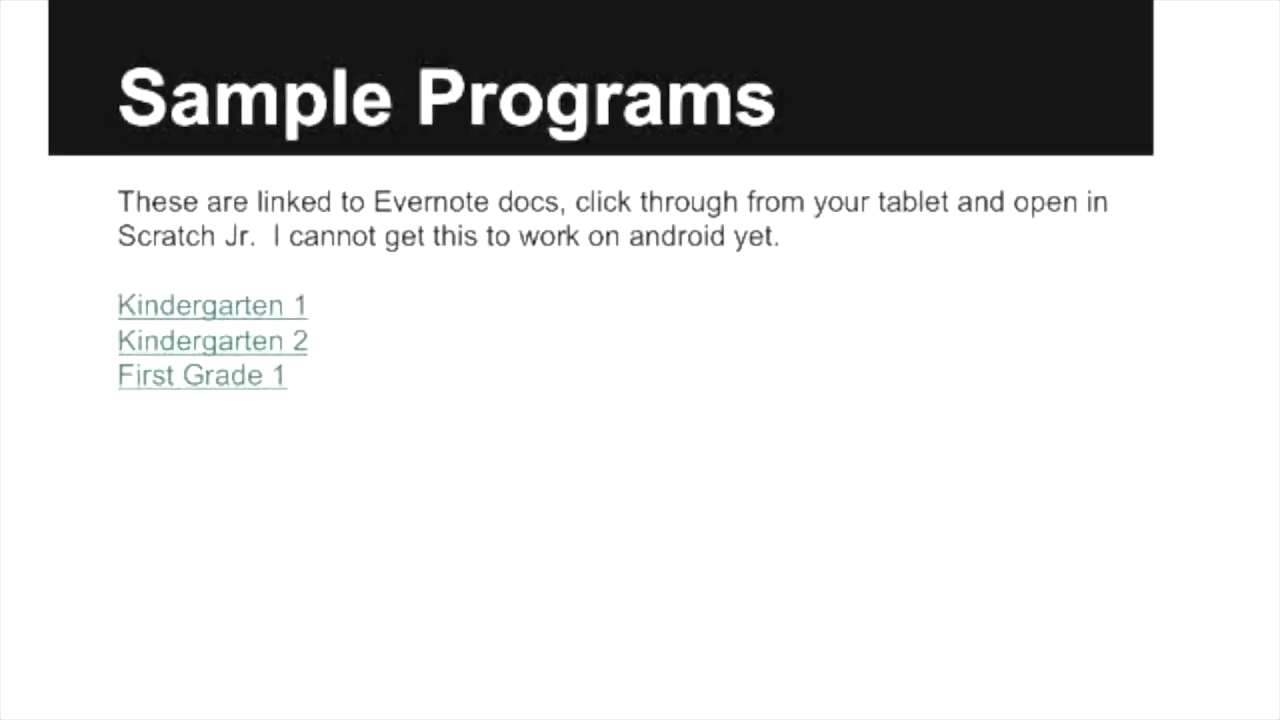 Sample Programs
These are linked to Evernote docs, click through from your tablet and open in
Scratch Jr.  I cannot get this to work on android yet.
Kindergarten 1
Kindergarten 2
First Grade 1